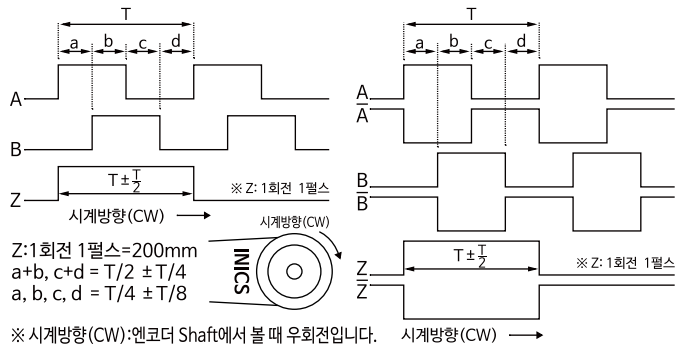 T
a b c d
A
B
Z
T±T/2
※ Z: 1회전 1펄스
시계방향(CW)
시계방향(CW)
Z:1회전 1펄스=200mm
a+b, c+d = T/2 ±T/4
a, b, c, d = T/4 ±T/8
INICS
※ 시계방향(CW):엔코더 Shaft에서 볼 때 우회전입니다.
T
a b c d
A
A
B
B
Z
Z
T±T/2
※ Z: 1회전 1펄스
시계방향(CW)